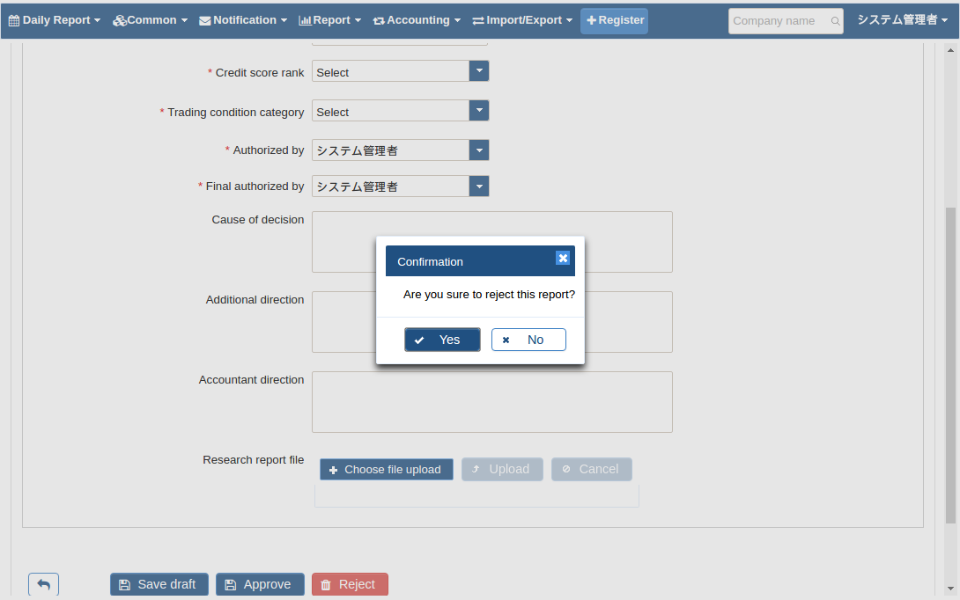 Daily Report Common Notification Report Accounting Import/Export Register Company name システム管理者
* Credit score rank Select
* Trading condition category Select
* Authorized by システム管理者
* Final authorized by システム管理者
Cause of decision
Confirmation
Are you sure to reject this report?
Yes No
Additional direction
Accountant direction
Research report file Choose file upload Upload Cancel
Save draft Approve Reject